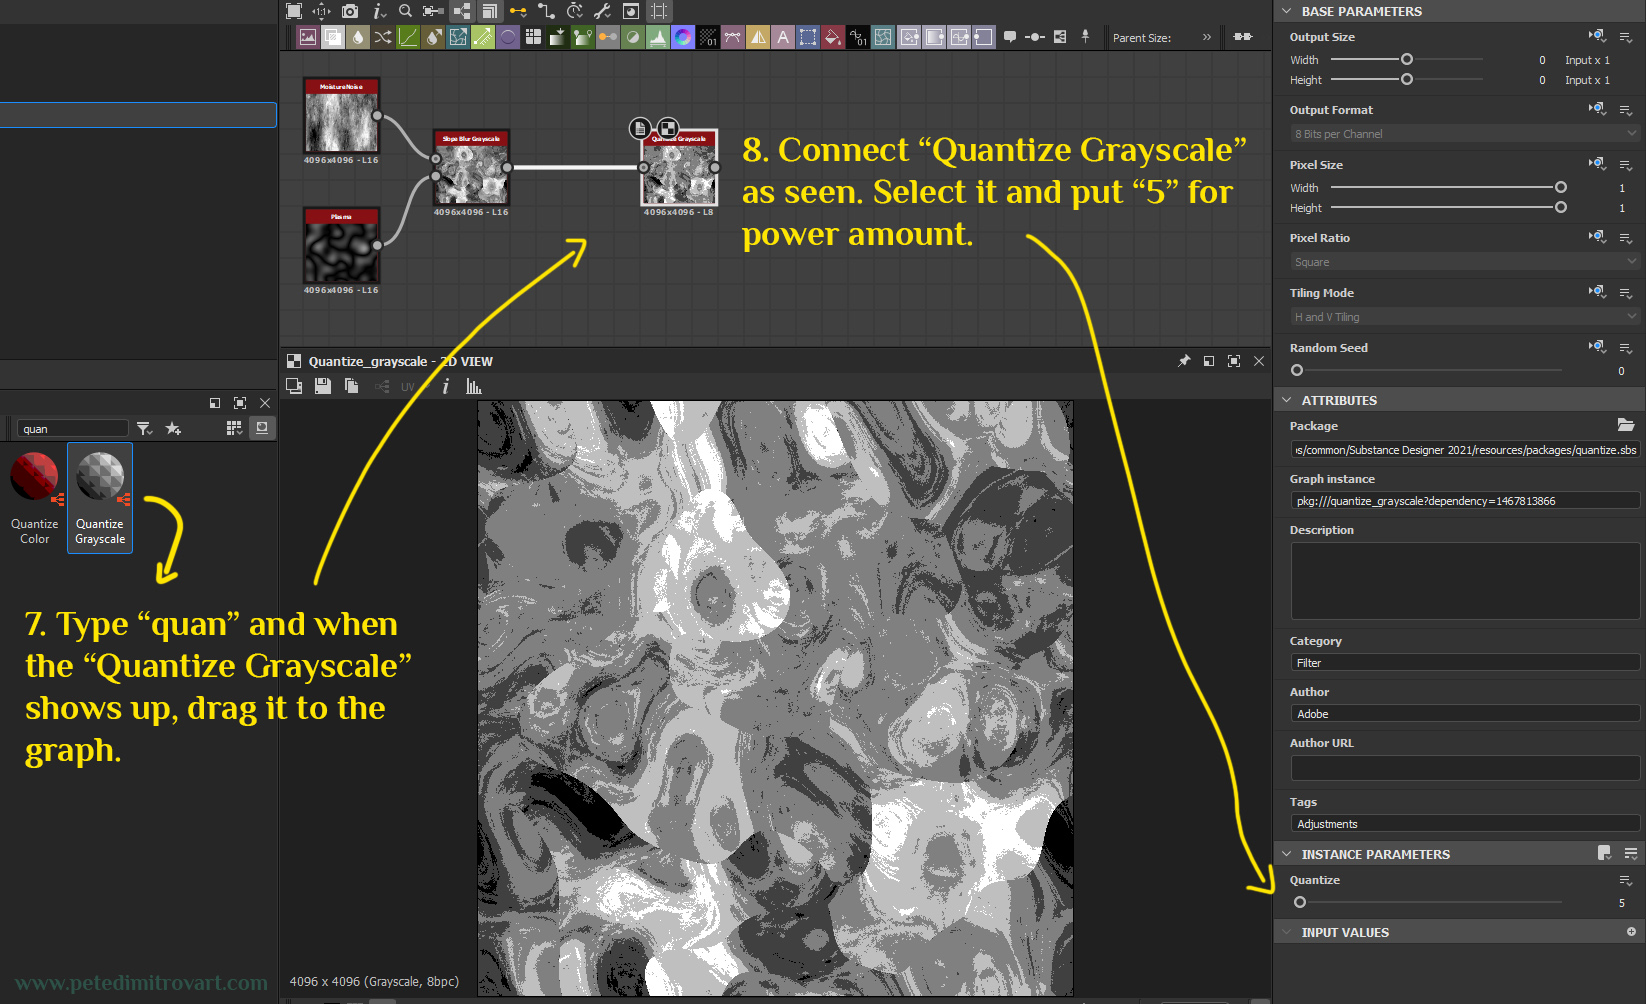 Parent Size:
MoistureNoise
4096x4096 - L16
Slope Blur Grayscale
4096x4096 - L16
Plasma
4096x4096 - L16
Grayscale
4096x4096 - L8
8. Connect “Quantize Grayscale”
as seen. Select it and put “5” for
power amount.
Quantize_grayscale - 2D VIEW
UV
quan
Quantize
Color
Quantize
Grayscale
7. Type “quan” and when
the “Quantize Grayscale”
shows up, drag it to the
graph.
www.petedimitrovart.com
4096 x 4096 (Grayscale, 8bpc)
BASE PARAMETERS
Output Size
Width 0 Input x 1
Height 0 Input x 1
Output Format
8 Bits per Channel
Pixel Size
Width 1
Height 1
Pixel Ratio
Square
Tiling Mode
H and V Tiling
Random Seed
0
ATTRIBUTES
Package
s/common/Substance Designer 2021/resources/packages/quantize.sbs
Graph instance
pkg:///quantize_grayscale?dependency=1467813866
Description
Category
Filter
Author
Adobe
Author URL
Tags
Adjustments
INSTANCE PARAMETERS
Quantize
5
INPUT VALUES